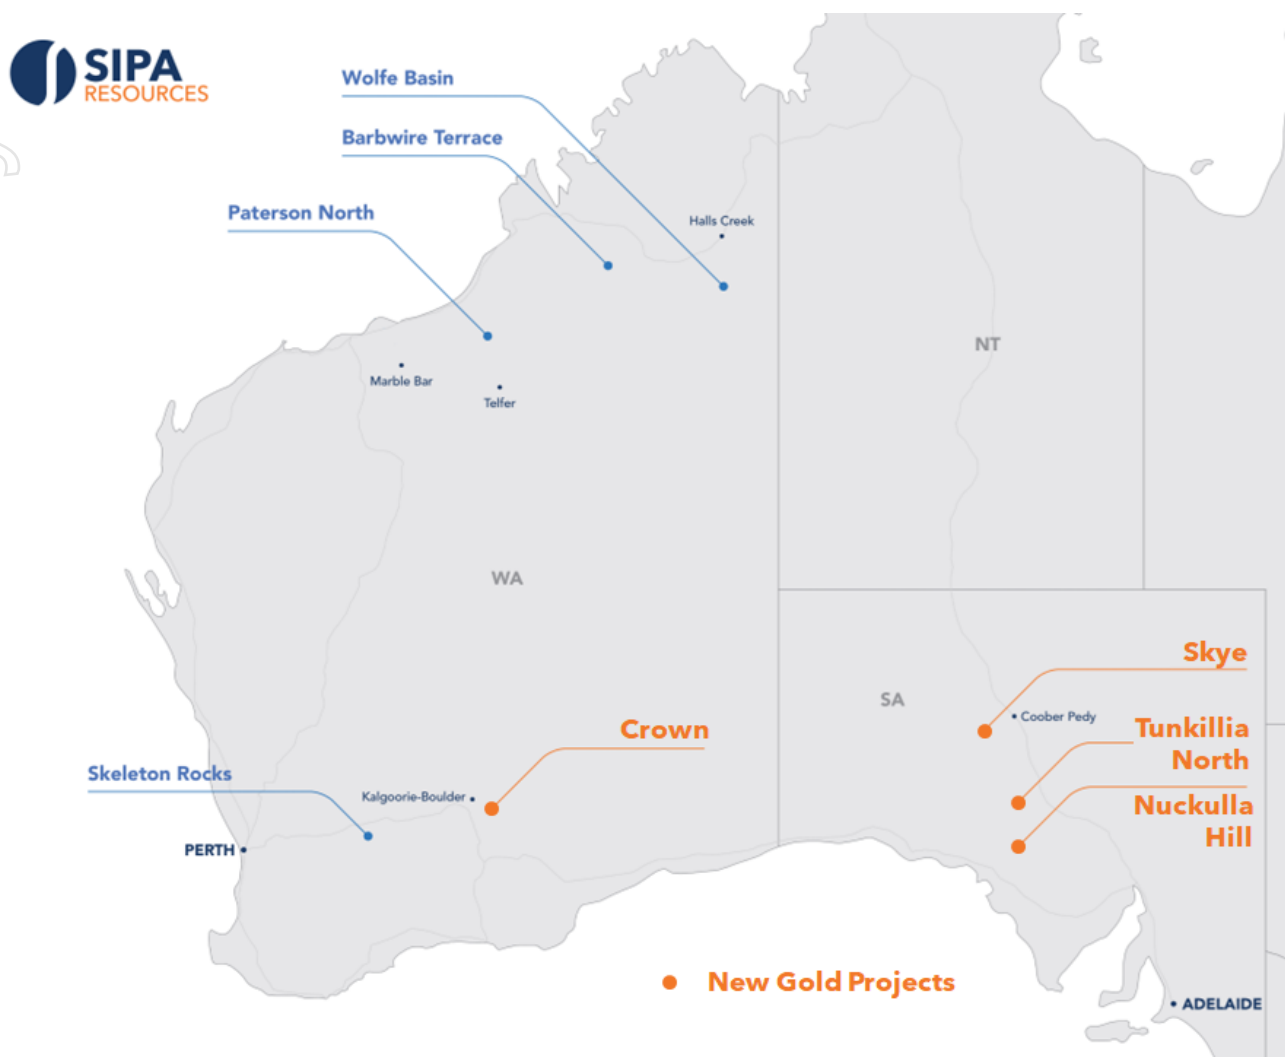 SIPA
RESOURCES
Wolfe Basin
Barbwire Terrace
Paterson North
Halls Creek
Marble Bar
Telfer
NT
WA
Skye
SA
Coober Pedy
Crown
Tunkillia
North
Skeleton Rocks
Kalgoorie-Boulder
Nuckulla
Hill
PERTH
New Gold Projects
ADELAIDE